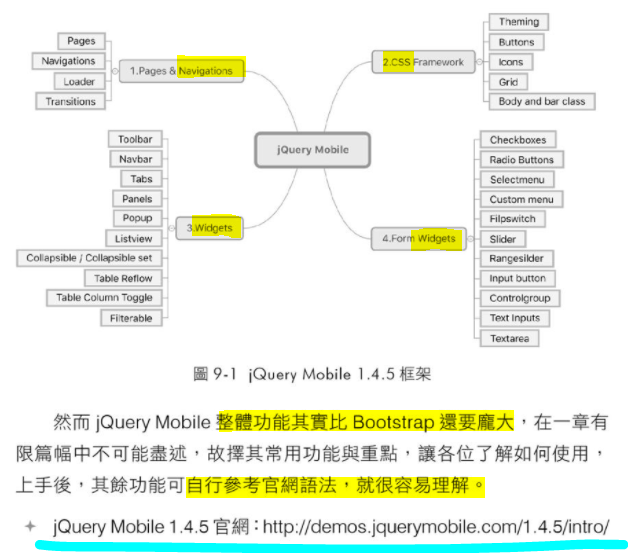 jQuery Mobile
1.Pages & Navigations
Pages
Navigations
Loader
Transitions
2.CSS Framework
Theming
Buttons
Icons
Grid
Body and bar class
3.Widgets
Toolbar
Navbar
Tabs
Panels
Popup
Listview
Collapsible / Collapsible set
Table Reflow
Table Column Toggle
Filterable
4.Form Widgets
Checkboxes
Radio Buttons
Selectmenu
Custom menu
Filpswitch
Slider
Rangesilder
Input button
Controlgroup
Text Inputs
Textarea
圖 9-1 jQuery Mobile 1.4.5 框架
然而 jQuery Mobile 整體功能其實比 Bootstrap 還要龐大，在一章有
限篇幅中不可能盡述，故擇其常用功能與重點，讓各位了解如何使用，
上手後，其餘功能可自行參考官網語法，就很容易理解。
jQuery Mobile 1.4.5 官網：http://demos.jquerymobile.com/1.4.5/intro/